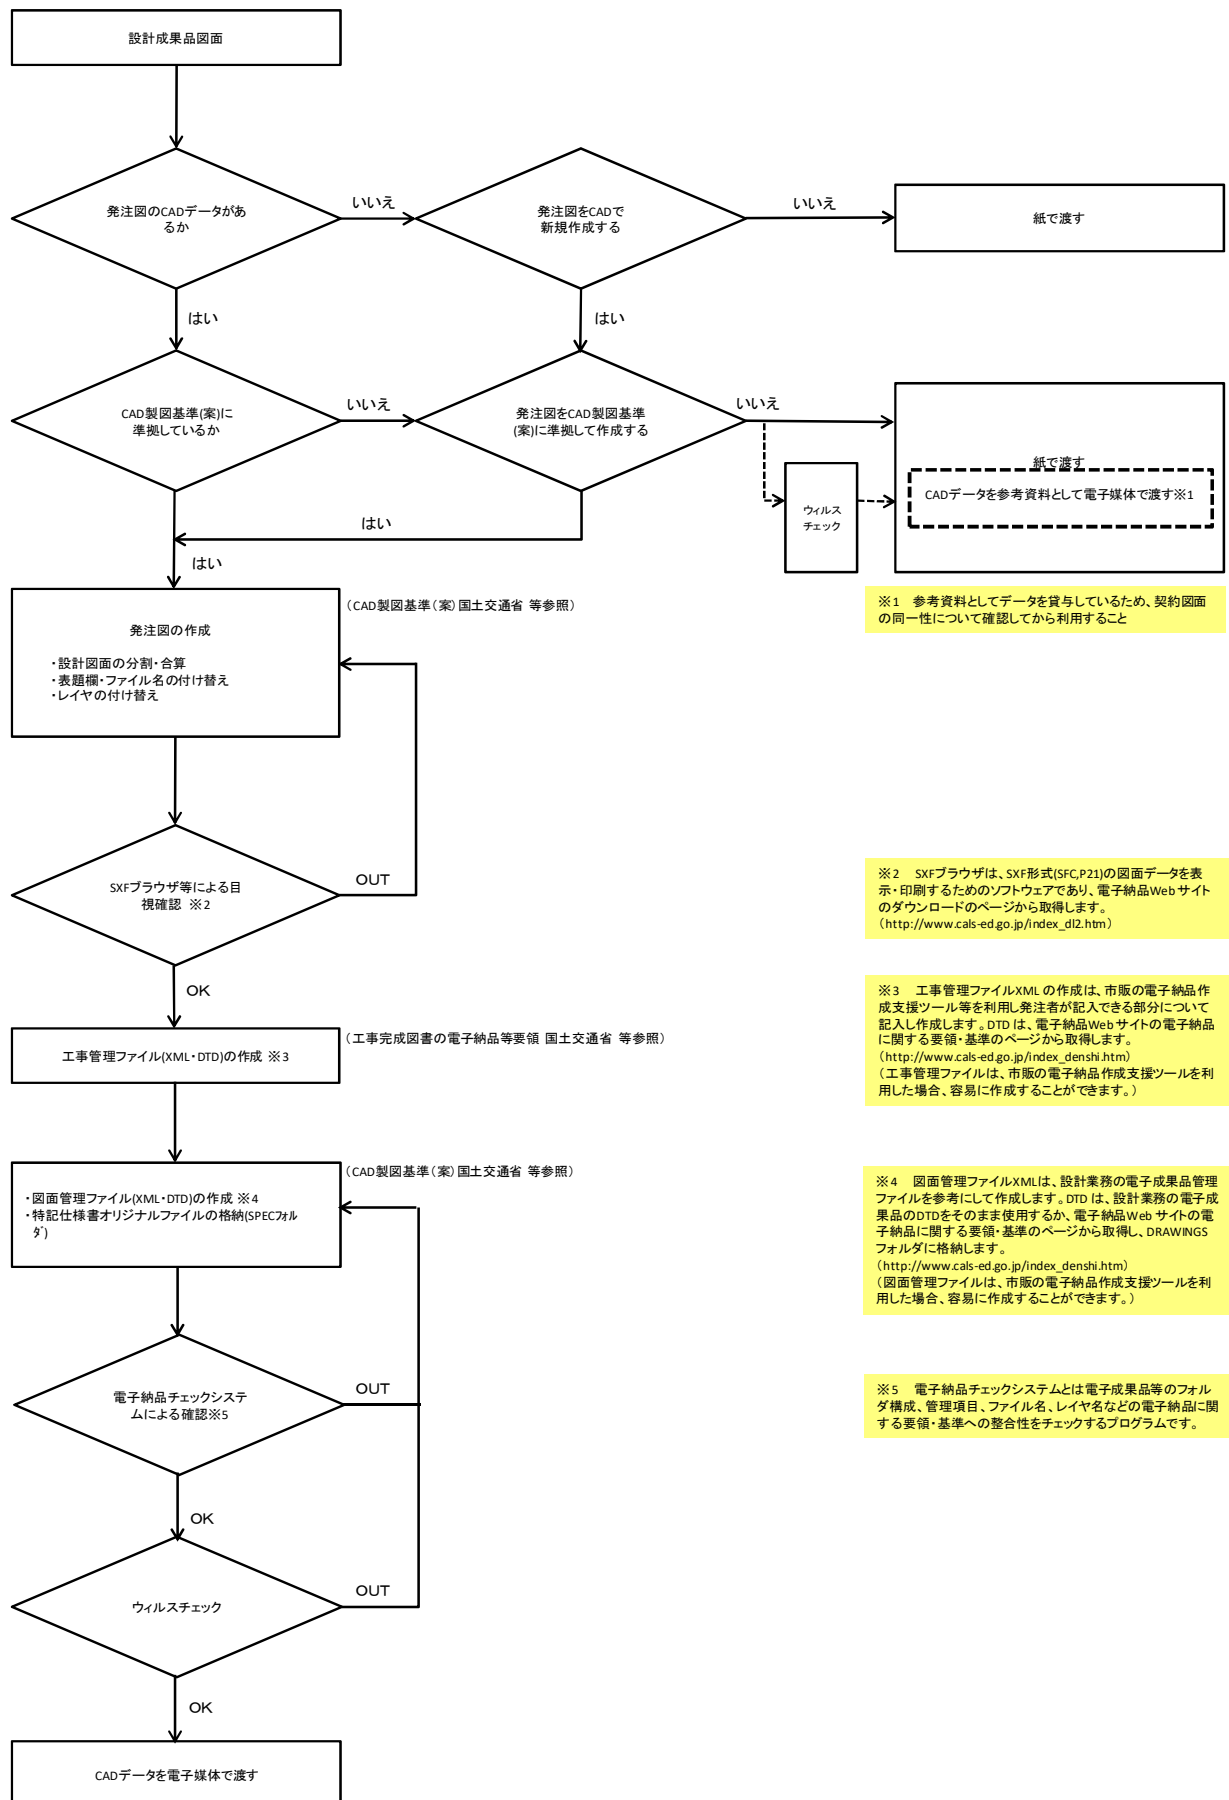 設計成果品図面
発注図のCADデータがあ
るか
いいえ
発注図をCADで
新規作成する
いいえ
紙で渡す
はい
はい
CAD製図基準(案)に
準拠しているか
いいえ
発注図をCAD製図基準
(案)に準拠して作成する
いいえ
紙で渡す
CADデータを参考資料として電子媒体で渡す※1
ウィルス
チェック
はい
はい
(CAD製図基準(案)国土交通省 等参照)
※1 参考資料としてデータを貸与しているため、契約図面
の同一性について確認してから利用すること
発注図の作成
・設計図面の分割・合算
・表題欄・ファイル名の付け替え
・レイヤの付け替え
SXFブラウザ等による目
視確認 ※2
OUT
※2 SXFブラウザは、SXF形式(SFC,P21)の図面データを表
示・印刷するためのソフトウェアであり、電子納品Webサイト
のダウンロードのページから取得します。
(http://www.cals-ed.go.jp/index_dl2.htm)
OK
工事管理ファイル(XML・DTD)の作成 ※3
(工事完成図書の電子納品等要領 国土交通省 等参照)
※3 工事管理ファイルXML の作成は、市販の電子納品作
成支援ツール等を利用し発注者が記入できる部分について
記入し作成します。DTD は、電子納品Webサイトの電子納品
に関する要領・基準のページから取得します。
(http://www.cals-ed.go.jp/index_denshi.htm)
(工事管理ファイルは、市販の電子納品作成支援ツールを利
用した場合、容易に作成することができます。)
(CAD製図基準(案)国土交通省 等参照)
・図面管理ファイル(XML・DTD)の作成 ※4
・特記仕様書オリジナルファイルの格納(SPECフォル
ダ)
※4 図面管理ファイルXMLは、設計業務の電子成果品管理
ファイルを参考にして作成します。DTD は、設計業務の電子成
果品のDTDをそのまま使用するか、電子納品Webサイトの電
子納品に関する要領・基準のページから取得し、DRAWINGS
フォルダに格納します。
(http://www.cals-ed.go.jp/index_denshi.htm)
(図面管理ファイルは、市販の電子納品作成支援ツールを利
用した場合、容易に作成することができます。)
電子納品チェックシステ
ムによる確認※5
OUT
※5 電子納品チェックシステムとは電子成果品等のフォル
ダ構成、管理項目、ファイル名、レイヤ名などの電子納品に関
する要領・基準への整合性をチェックするプログラムです。
OK
ウィルスチェック
OUT
OK
CADデータを電子媒体で渡す